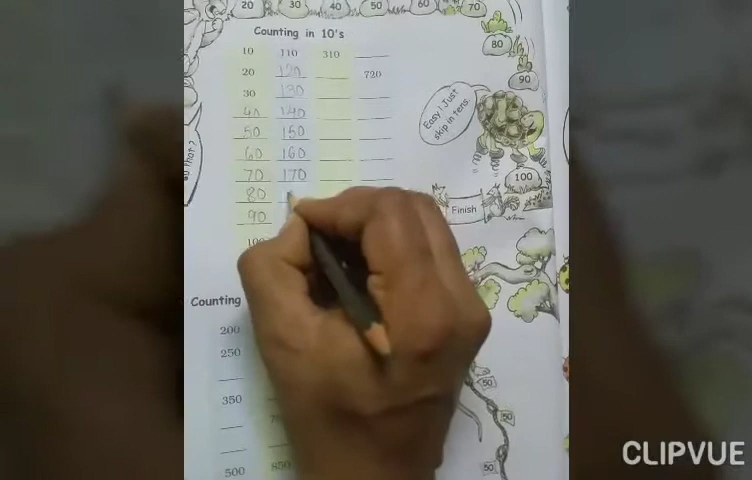 20 30 40 50 60 70
80
90
100
Counting in 10's
10 110 310
20 120 720
30 130
40 140
50 150
60 160
70 170
80
90
100
Easy ! Just
skip in tens.
Finish
Counting
200
250
350
500 850
50
50
50
CLIPVUE